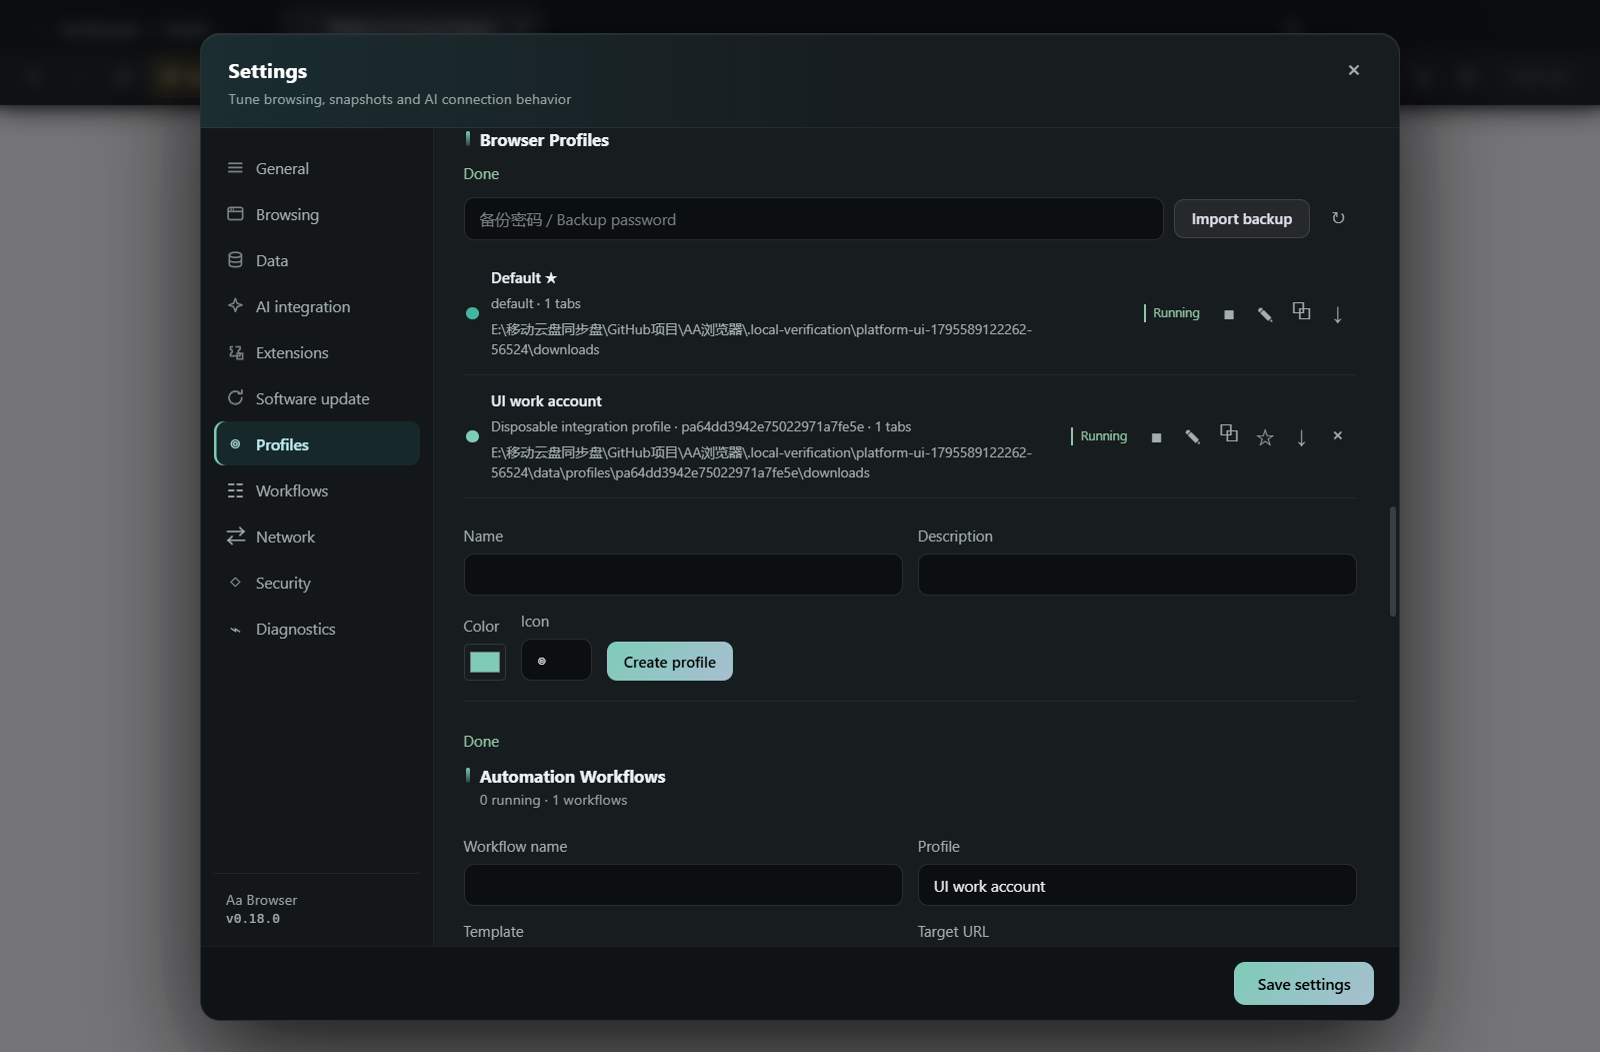 Settings
Tune browsing, snapshots and AI connection behavior
General
Browsing
Data
AI integration
Extensions
Software update
Profiles
Workflows
Network
Security
Diagnostics
Aa Browser
v0.18.0
Browser Profiles
Done
备份密码 / Backup password
Import backup
Default ★
default · 1 tabs
E:\移动云盘同步盘\GitHub项目\AA浏览器\.local-verification\platform-ui-1795589122262-
56524\downloads
Running
UI work account
Disposable integration profile · pa64dd3942e75022971a7fe5e · 1 tabs
E:\移动云盘同步盘\GitHub项目\AA浏览器\.local-verification\platform-ui-1795589122262-
56524\data\profiles\pa64dd3942e75022971a7fe5e\downloads
Running
Name
Description
Color
Icon
Create profile
Done
Automation Workflows
0 running · 1 workflows
Workflow name
Profile
UI work account
Template
Target URL
Save settings